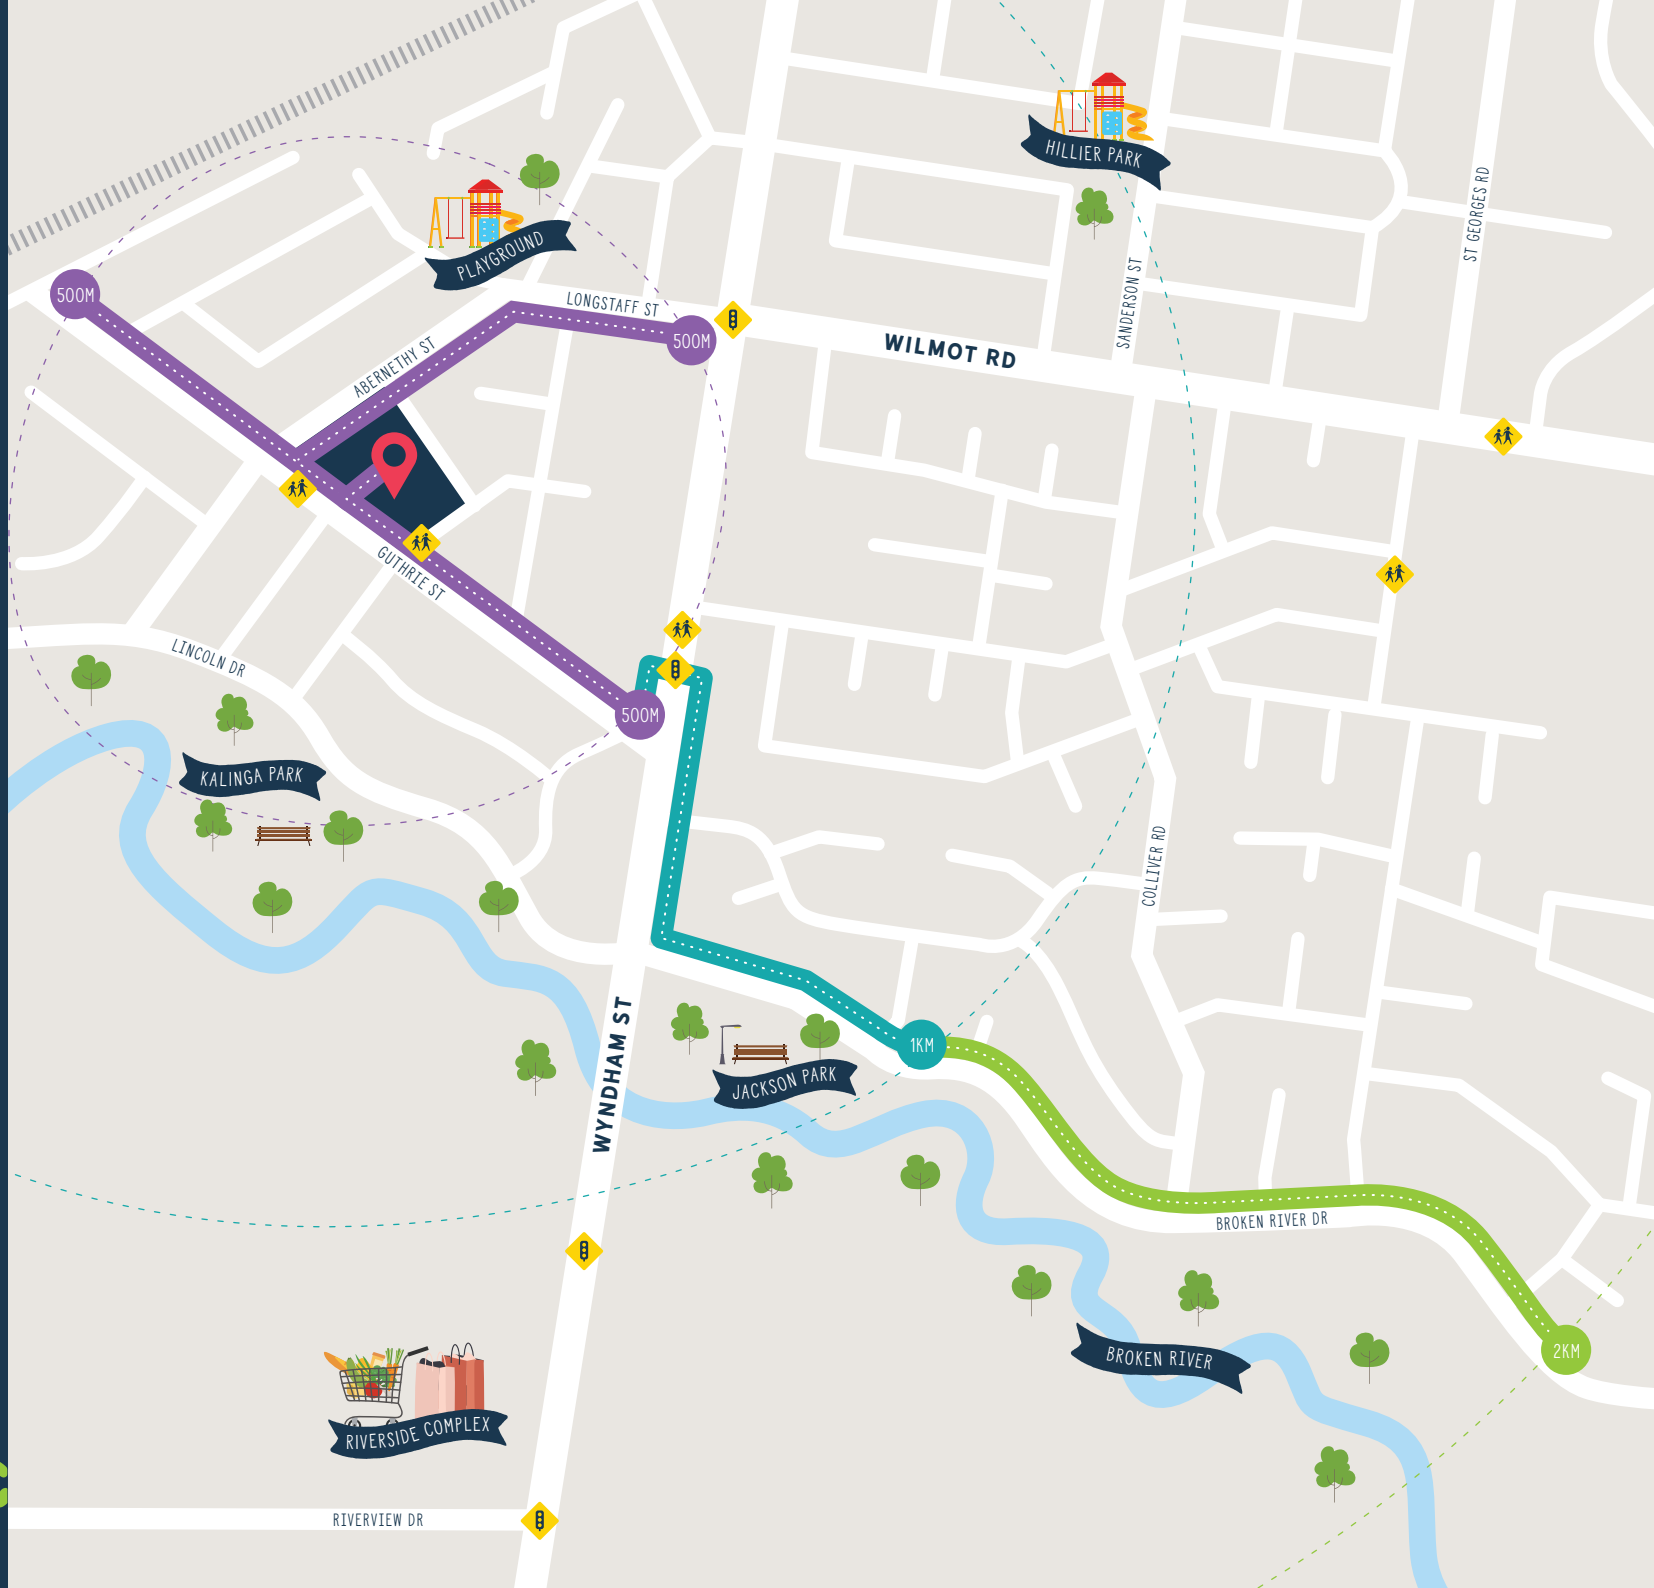 HILLIER PARK
ST GEORGES RD
PLAYGROUND
500M
LONGSTAFF ST
SANDERSON ST
500M
WILMOT RD
ABERNETHY ST
GUTHRIE ST
LINCOLN DR
500M
KALINGA PARK
COLLIVER RD
WYNDHAM ST
1KM
JACKSON PARK
BROKEN RIVER DR
2KM
BROKEN RIVER
RIVERSIDE COMPLEX
RIVERVIEW DR